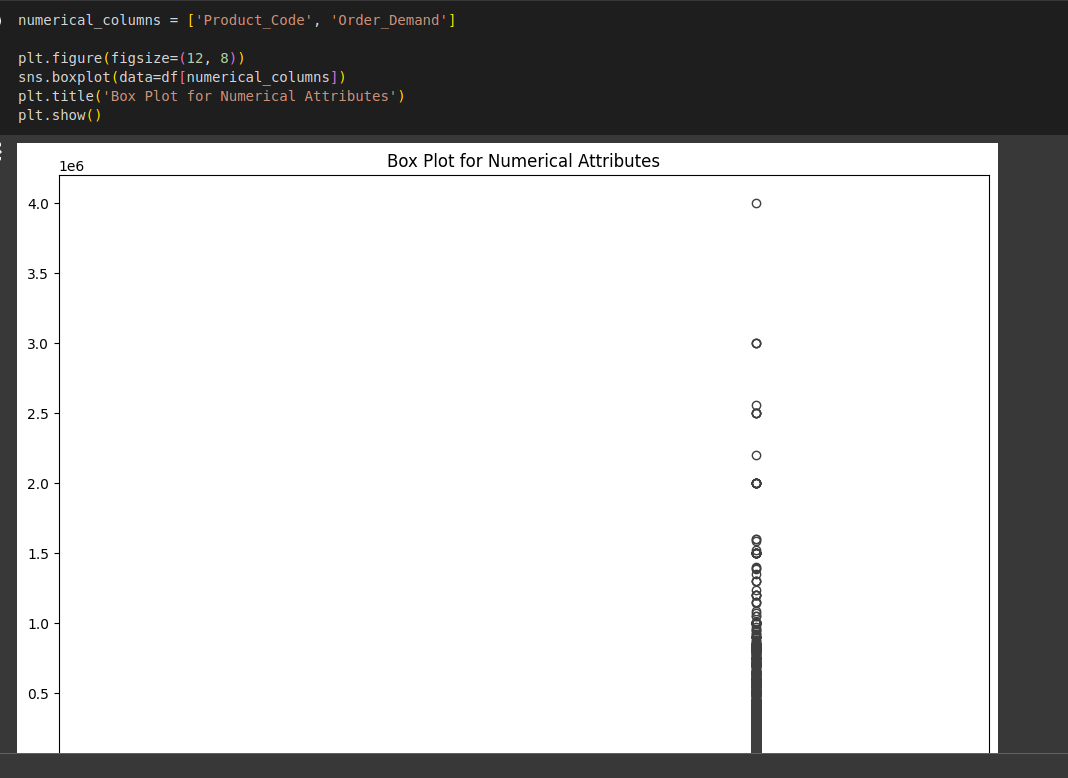 numerical_columns = ['Product_Code', 'Order_Demand']
plt.figure(figsize=(12, 8))
sns.boxplot(data=df[numerical_columns])
plt.title('Box Plot for Numerical Attributes')
plt.show()
Box Plot for Numerical Attributes
1e6
4.0
3.5
3.0
2.5
2.0
1.5
1.0
0.5